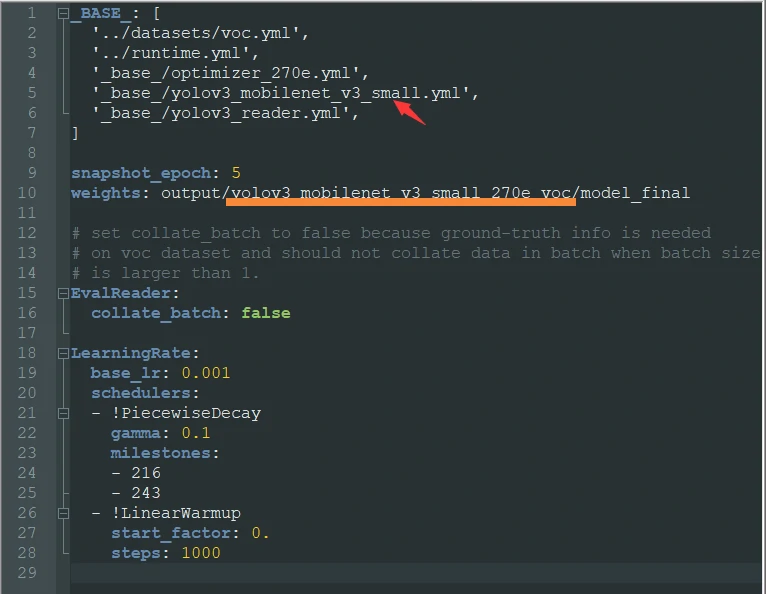 1 _BASE_: [
2   '../datasets/voc.yml',
3   '../runtime.yml',
4   '_base_/optimizer_270e.yml',
5   '_base_/yolov3_mobilenet_v3_small.yml',
6   '_base_/yolov3_reader.yml',
7 ]
8
9 snapshot_epoch: 5
10 weights: output/yolov3_mobilenet_v3_small_270e_voc/model_final
11
12 # set collate_batch to false because ground-truth info is needed
13 # on voc dataset and should not collate data in batch when batch size
14 # is larger than 1.
15 EvalReader:
16   collate_batch: false
17
18 LearningRate:
19   base_lr: 0.001
20   schedulers:
21   - !PiecewiseDecay
22     gamma: 0.1
23     milestones:
24     - 216
25     - 243
26   - !LinearWarmup
27     start_factor: 0.
28     steps: 1000
29